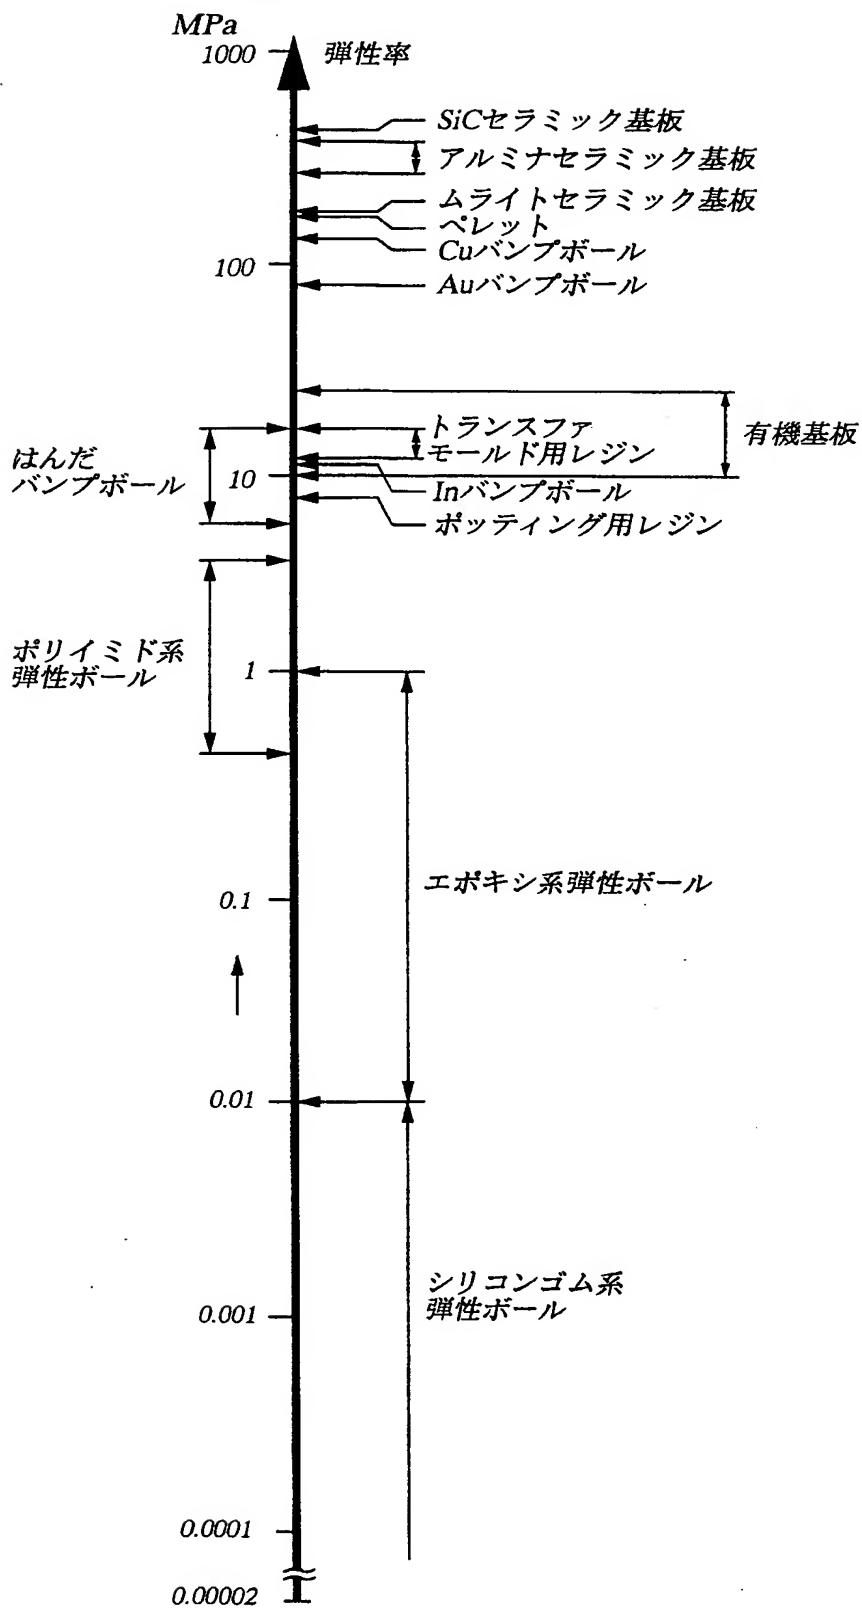 MPa
1000
弾性率
SiCセラミック基板
アルミナセラミック基板
ムライトセラミック基板
ペレット
Cuバンプボール
100
Auバンプボール
トランスファ
モールド用レジン
有機基板
はんだ
バンプボール
10
Inバンプボール
ポッティング用レジン
ポリイミド系
弾性ボール
1
エポキシ系弾性ボール
0.1
0.01
シリコンゴム系
弾性ボール
0.001
0.0001
0.00002